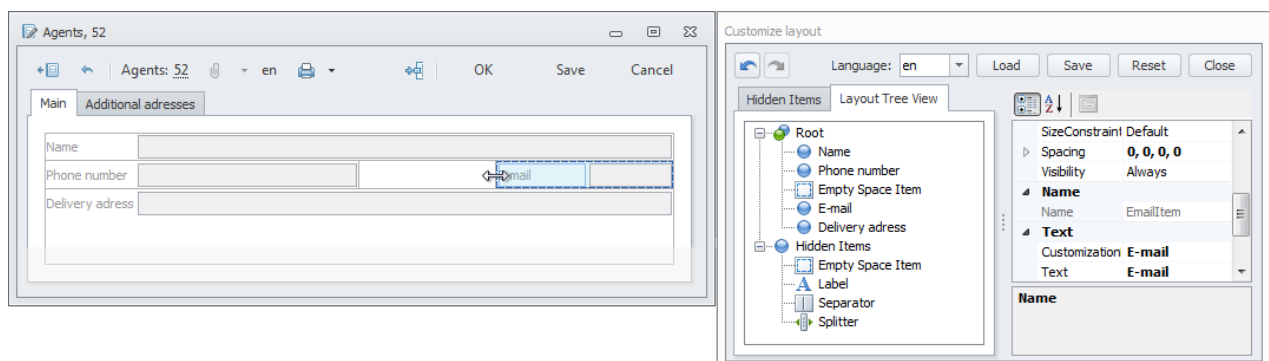 Agents, 52
Agents: 52 en OK Save Cancel
Main Additional adresses
Name
Phone number
mail
Delivery adress
Customize layout
Language: en Load Save Reset Close
Hidden Items Layout Tree View
Root
Name
Phone number
Empty Space Item
E-mail
Delivery adress
Hidden Items
Empty Space Item
A Label
Separator
Splitter
SizeConstraint Default
Spacing 0, 0, 0, 0
Visibility Always
Name
Name EmailItem
Text
Customization E-mail
Text E-mail
Name